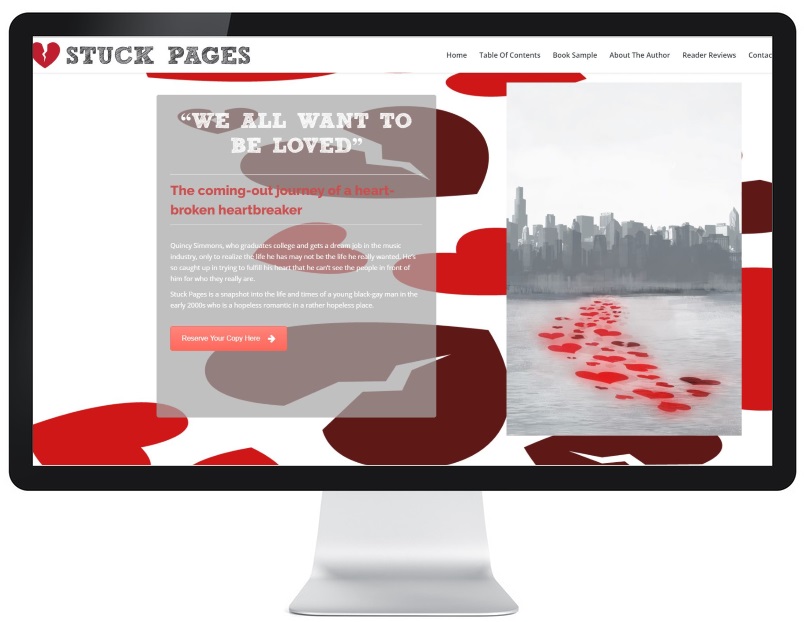 STUCK PAGES
Home Table Of Contents Book Sample About The Author Reader Reviews Contac
“WE ALL WANT TO
BE LOVED”
The coming-out journey of a heart-
broken heartbreaker
Quincy Simmons, who graduates college and gets a dream job in the music
industry, only to realize the life he has may not be the life he really wanted. He's
so caught up in trying to fulfill his heart that he can't see the people in front of
him for who they really are.
Stuck Pages is a snapshot into the life and times of a young black gay man in the
early 2000s who is a hopeless romantic in a rather hopeless place.
Reserve Your Copy Here